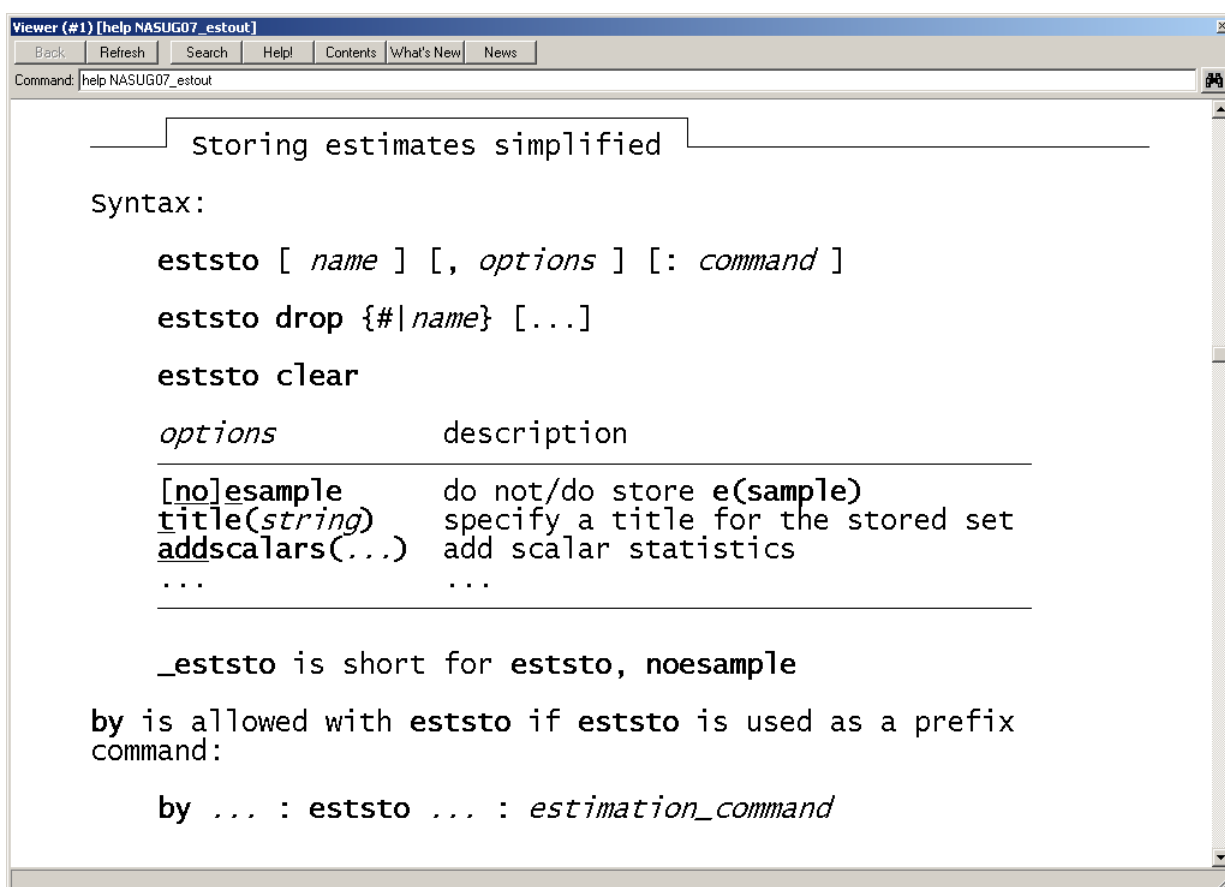 Viewer (#1) [help NASUG07_estout]
Back Refresh Search Help! Contents What's New News
Command: help NASUG07_estout
Storing estimates simplified
Syntax:
eststo [ name ] [, options ] [: command ]
eststo drop {#|name} [...]
eststo clear
options description
[no]esample do not/do store e(sample)
title(string) specify a title for the stored set
addscalars(...) add scalar statistics
... ...
_eststo is short for eststo, noesample
by is allowed with eststo if eststo is used as a prefix
command:
by ... : eststo ... : estimation_command